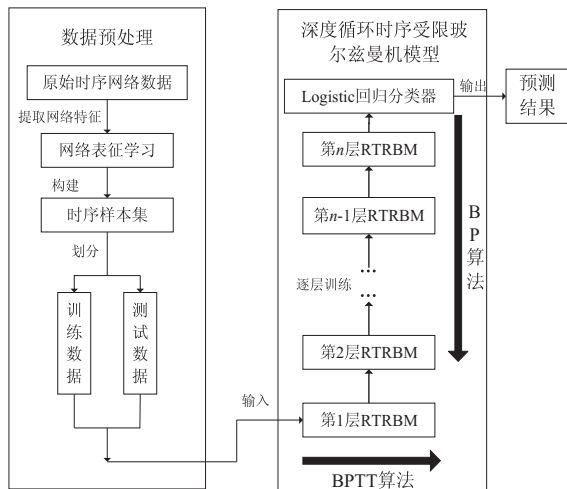 数据预处理
原始时序网络数据
提取网络特征
网络表征学习
构建
时序样本集
划分
训练数据
测试数据
输入
深度循环时序受限玻
尔兹曼机模型
Logistic回归分类器
输出
预测
结果
第n层RTRBM
第n-1层RTRBM
...
逐层训练
...
第2层RTRBM
第1层RTRBM
BP算法
BPTT算法